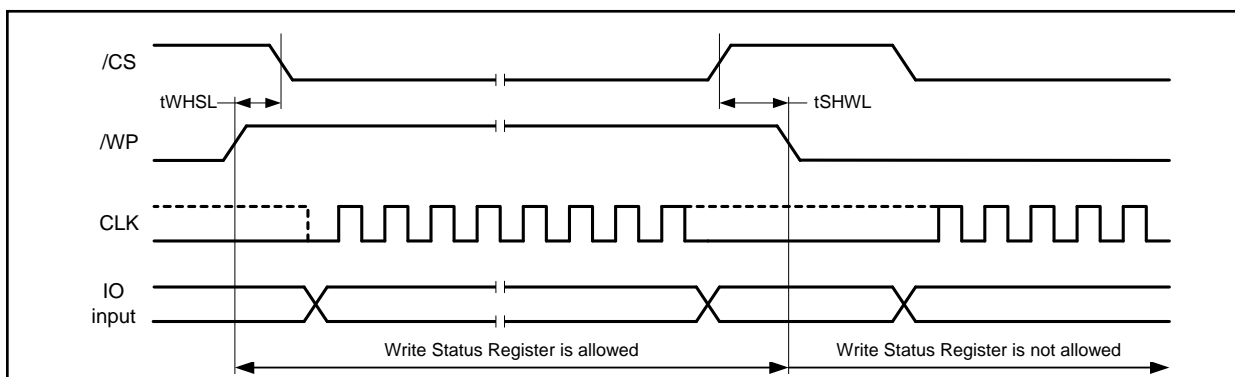 /CS
tWHSL
tSHWL
/WP
CLK
IO
input
Write Status Register is allowed
Write Status Register is not allowed